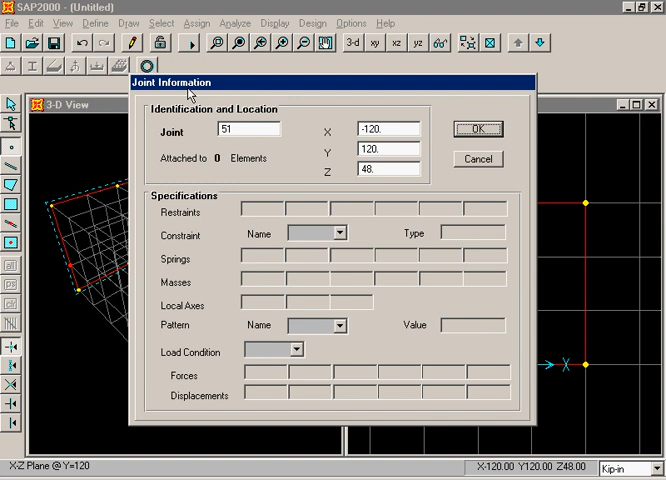 SAP2000 - (Untitled)
File Edit View Define Draw Select Assign Analyze Display Design Options Help
3-d xy xz yz
3-D View
Joint Information
Identification and Location
Joint 51 X -120. OK
Y 120.
Attached to 0 Elements Cancel
Z 48.
Specifications
Restraints
Constraint Name Type
Springs
Masses
Local Axes
Pattern Name Value
Load Condition
Forces
Displacements
all
ps
clr
X
X-Z Plane @ Y=120 X-120.00 Y120.00 Z48.00 Kip-in